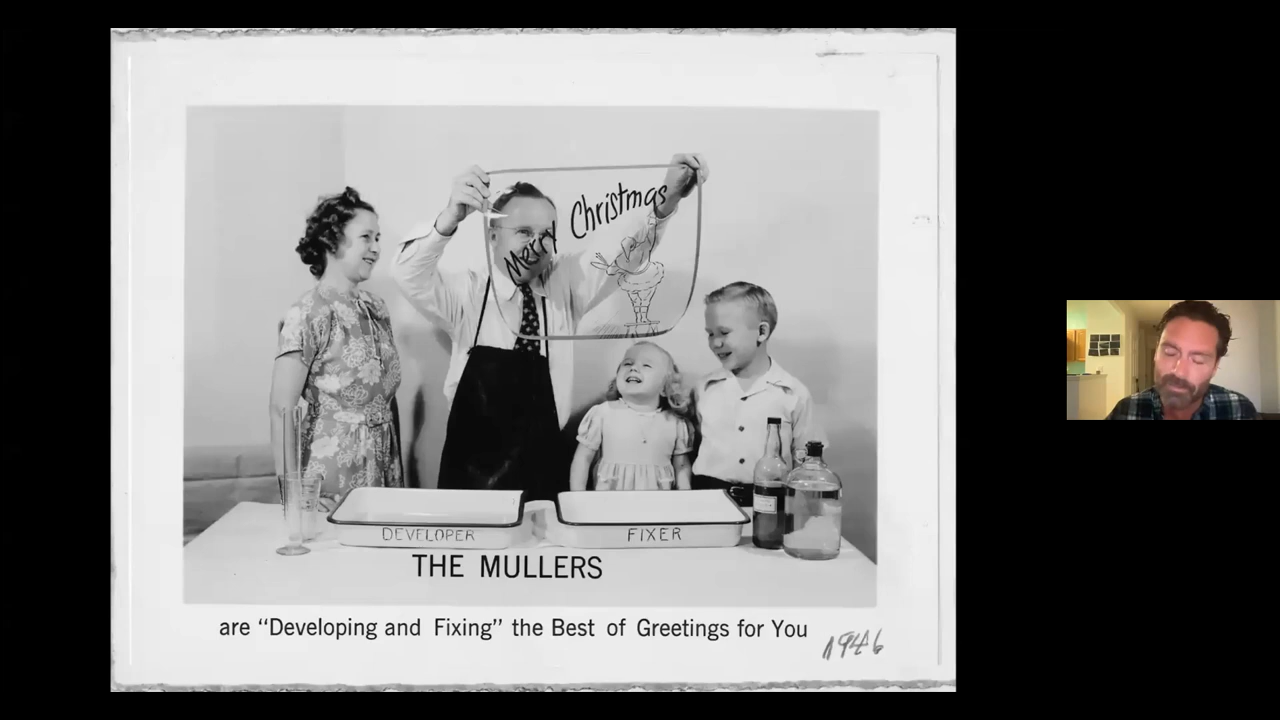 Merry Christmas
DEVELOPER
FIXER
THE MULLERS
are “Developing and Fixing” the Best of Greetings for You
1946